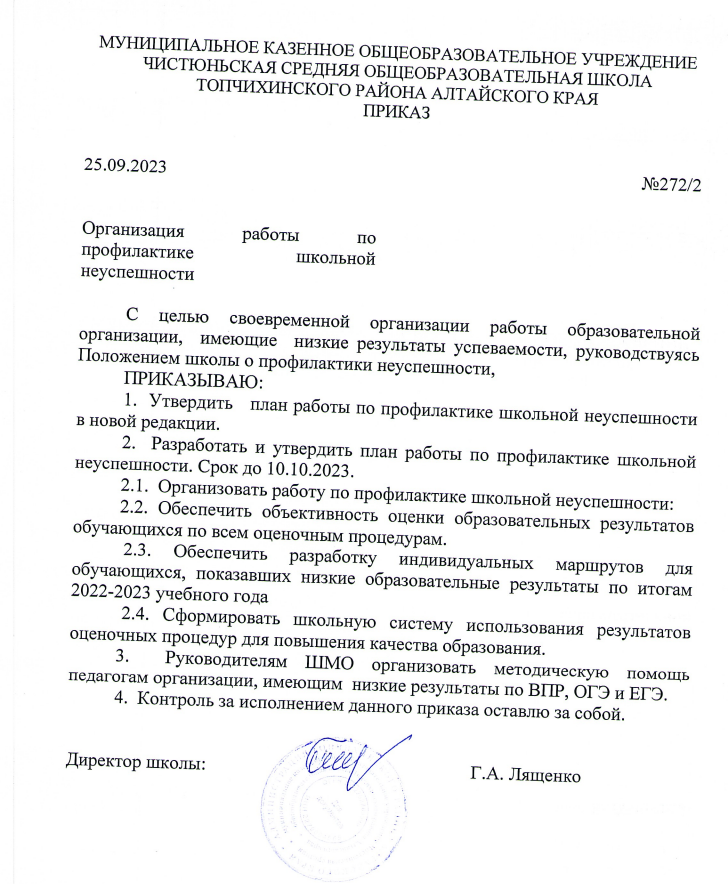 МУНИЦИПАЛЬНОЕ КАЗЕННОЕ ОБЩЕОБРАЗОВАТЕЛЬНОЕ УЧРЕЖДЕНИЕ
ЧИСТЮНЬСКАЯ СРЕДНЯЯ ОБЩЕОБРАЗОВАТЕЛЬНАЯ ШКОЛА
ТОПЧИХИНСКОГО РАЙОНА АЛТАЙСКОГО КРАЯ
ПРИКАЗ
25.09.2023
№272/2
Организация работы по
профилактике школьной
неуспешности
С целью своевременной организации работы образовательной
организации, имеющие низкие результаты успеваемости, руководствуясь
Положением школы о профилактики неуспешности,
ПРИКАЗЫВАЮ:
1. Утвердить план работы по профилактике школьной неуспешности
в новой редакции.
2. Разработать и утвердить план работы по профилактике школьной
неуспешности. Срок до 10.10.2023.
2.1. Организовать работу по профилактике школьной неуспешности:
2.2. Обеспечить объективность оценки образовательных результатов
обучающихся по всем оценочным процедурам.
2.3. Обеспечить разработку индивидуальных маршрутов для
обучающихся, показавших низкие образовательные результаты по итогам
2022-2023 учебного года
2.4. Сформировать школьную систему использования результатов
оценочных процедур для повышения качества образования.
3. Руководителям ШМО организовать методическую помощь
педагогам организации, имеющим низкие результаты по ВПР, ОГЭ и ЕГЭ.
4. Контроль за исполнением данного приказа оставлю за собой.
Директор школы:
Г.А. Лященко